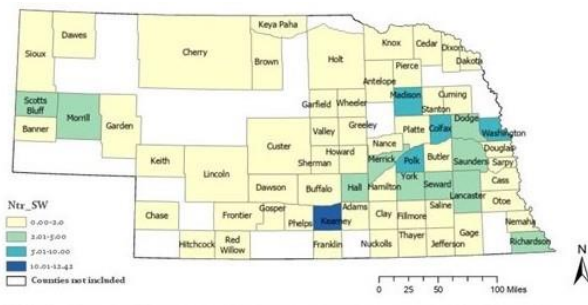 Keya Paha
Dawes
Knox Cedar
Dixon
Sioux
Cherry
Brown
Holt
Dakota
Pierce
Antelope
Scotts
Bluff
Morrill
Garden
Banner
Garfield Wheeler
Madison
Stanton
Cuming
Dodge
Washington
Valley
Greeley
Platte
Colfax
Douglas
Custer
Sherman
Howard
Nance
Merrick
Polk
Butler
Saunders
Sarpy
Keith
Lincoln
Dawson
Buffalo
Hall
Hamilton
York
Seward
Lancaster
Cass
Otoe
Chase
Frontier
Gosper
Phelps
Kearney
Adams
Clay
Fillmore
Saline
Nemaha
Hitchcock
Red
Willow
Franklin
Nuckolls
Thayer
Jefferson
Gage
Richardson
Ntr_SW
0.00-2.0
2.01-5.00
5.01-10.00
10.01-12.42
Counties not included
0 25 50 100 Miles
N